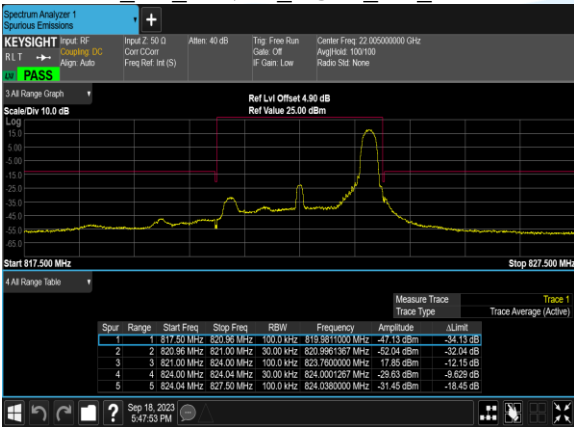 Spectrum Analyzer 1
Spurious Emissions
KEYSIGHT Input: RF Input Z: 50 Ω Atten: 40 dB Trig: Free Run Center Freq: 22.005000000 GHz
RLT Coupling: DC Corr CCorr Gate: Off Avg|Hold: 100/100
Align: Auto Freq Ref: Int (S) IF Gain: Low Radio Std: None
PASS
3 All Range Graph
Ref Lvl Offset 4.90 dB
Scale/Div 10.0 dB Ref Value 25.00 dBm
Log
15.0
5.00
-5.00
-15.0
-25.0
-35.0
-45.0
-55.0
-65.0
Start 817.500 MHz Stop 827.500 MHz
4 All Range Table
Measure Trace Trace 1
Trace Type Trace Average (Active)
Spur Range Start Freq Stop Freq RBW Frequency Amplitude ΔLimit
1 1 817.50 MHz 820.96 MHz 100.0 kHz 819.9811000 MHz -47.13 dBm -34.13 dB
2 2 820.96 MHz 821.00 MHz 30.00 kHz 820.9961367 MHz -52.04 dBm -32.04 dB
3 3 821.00 MHz 824.00 MHz 100.0 kHz 823.7600000 MHz 17.85 dBm -12.15 dB
4 4 824.00 MHz 824.04 MHz 30.00 kHz 824.0001267 MHz -29.63 dBm -9.629 dB
5 5 824.04 MHz 827.50 MHz 100.0 kHz 824.0380000 MHz -31.45 dBm -18.45 dB
? Sep 18, 2023
5:47:53 PM